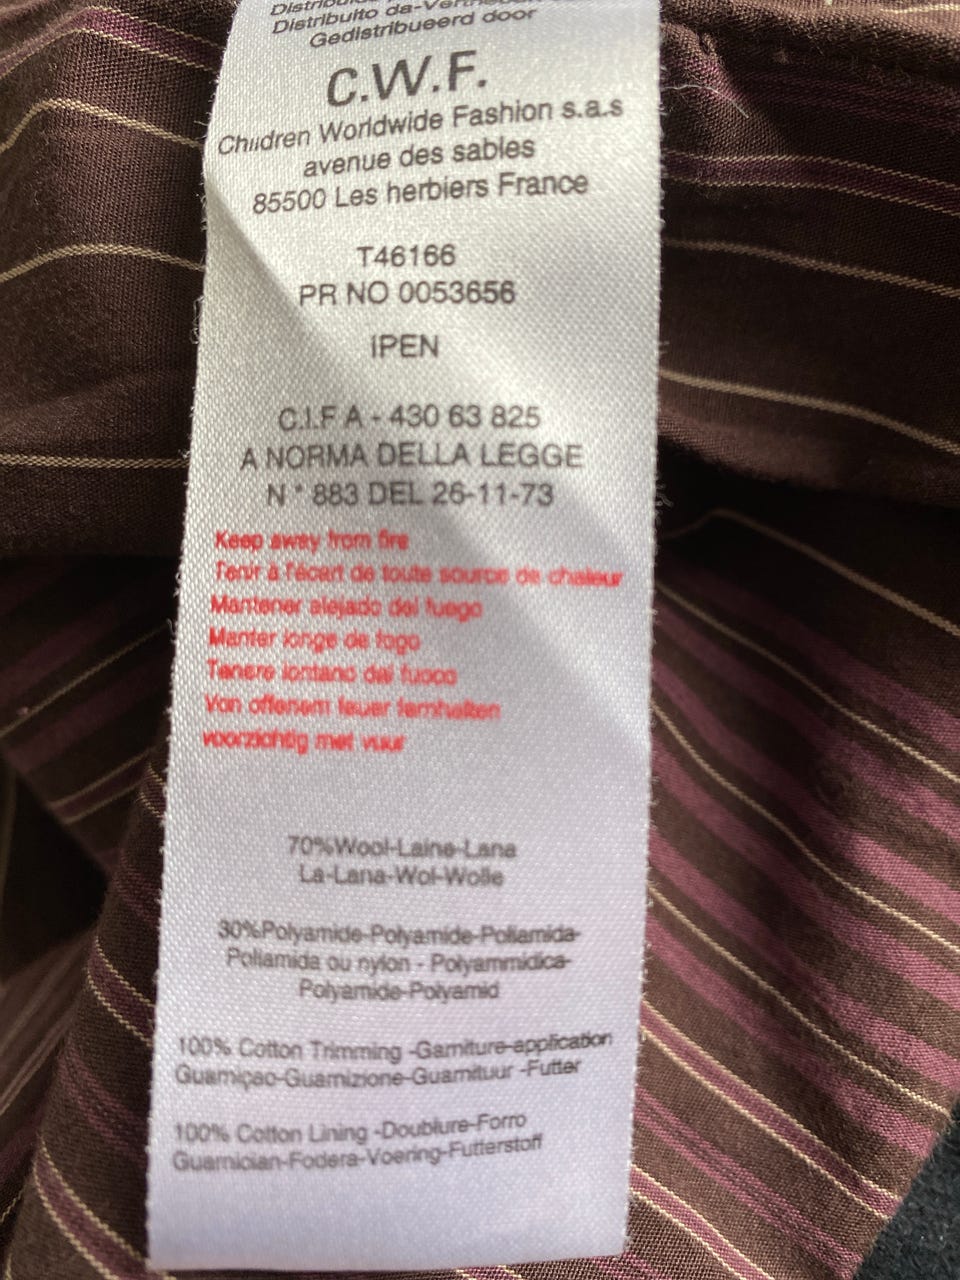 Distribuito da-Vertrieben
Gedistribueerd door
C.W.F.
Children Worldwide Fashion s.a.s
avenue des sables
85500 Les herbiers France
T46166
PR NO 0053656
IPEN
C.I.F A - 430 63 825
A NORMA DELLA LEGGE
N° 883 DEL 26-11-73
Keep away from fire
Tenir à l'écart de toute source de chaleur
Mantener alejado del fuego
Manter longe de fogo
Tenere lontano dal fuoco
Von offenem feuer fernhalten
voorzichtig met vuur
70%Wool-Laine-Lana
La-Lana-Wol-Wolle
30%Polyamide-Polyamide-Poliamida-
Poliamida ou nylon - Polyammidica-
Polyamide-Polyamid
100% Cotton Trimming -Garniture-application
Guarniçao-Guarnizione-Guarnituur -Futter
100% Cotton Lining -Doublure-Forro
Guarnician-Fodera-Voering-Futterstoff